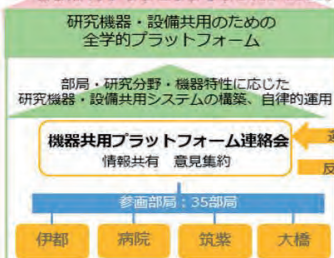 研究機器・設備共用のための
全学的プラットフォーム
部局・研究分野・機器特性に応じた
研究機器・設備共用システムの構築、自律的運用
機器共用プラットフォーム連絡会
情報共有 意見集約
反
参画部局：35部局
伊都 病院 筑紫 大橋